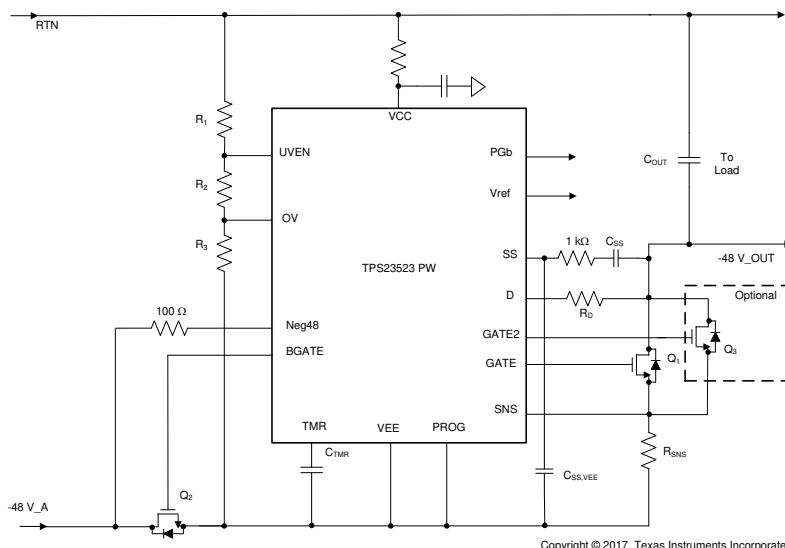 RTN
VCC
R1
UVEN
PGb
COUT
To
Load
R2
Vref
OV
R3
SS
1 kΩ
CSS
-48 V_OUT
TPS23523 PW
D
RD
Optional
100 Ω
Neg48
GATE2
BGATE
GATE
Q1
Q3
SNS
TMR
VEE
PROG
CTMR
RSNS
CSS,VEE
Q2
-48 V_A
Copyright © 2017, Texas Instruments Incorporate